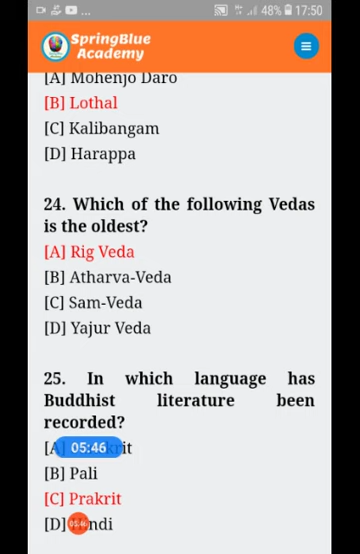 48% 17:50
SpringBlue
Academy
[A] Mohenjo Daro
[B] Lothal
[C] Kalibangam
[D] Harappa
24. Which of the following Vedas
is the oldest?
[A] Rig Veda
[B] Atharva-Veda
[C] Sam-Veda
[D] Yajur Veda
25. In which language has
Buddhist literature been
recorded?
05:46
[B] Pali
[C] Prakrit
[D]